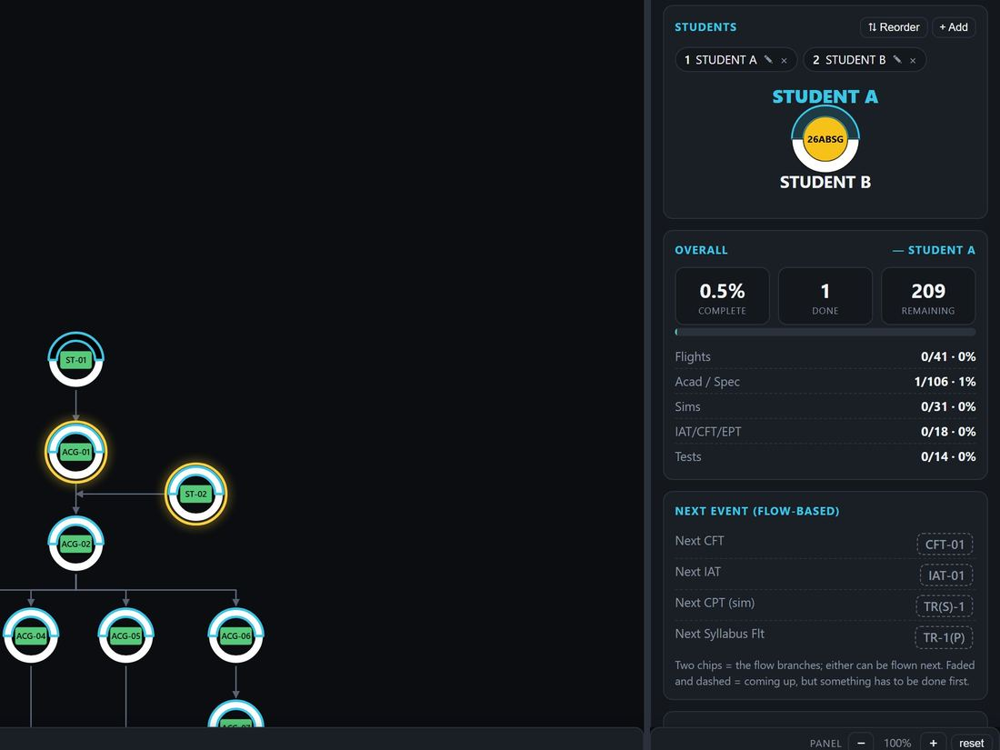 STUDENTS
⇅ Reorder
+ Add
1 STUDENT A ✎ ×
2 STUDENT B ✎ ×
STUDENT A
26ABSG
STUDENT B
OVERALL
— STUDENT A
0.5%
COMPLETE
1
DONE
209
REMAINING
Flights 0/41 · 0%
Acad / Spec 1/106 · 1%
Sims 0/31 · 0%
IAT/CFT/EPT 0/18 · 0%
Tests 0/14 · 0%
NEXT EVENT (FLOW-BASED)
Next CFT CFT-01
Next IAT IAT-01
Next CPT (sim) TR(S)-1
Next Syllabus Flt TR-1(P)
Two chips = the flow branches; either can be flown next. Faded
and dashed = coming up, but something has to be done first.
ST-01
ACG-01
ST-02
ACG-02
ACG-04
ACG-05
ACG-06
PANEL − 100% + reset